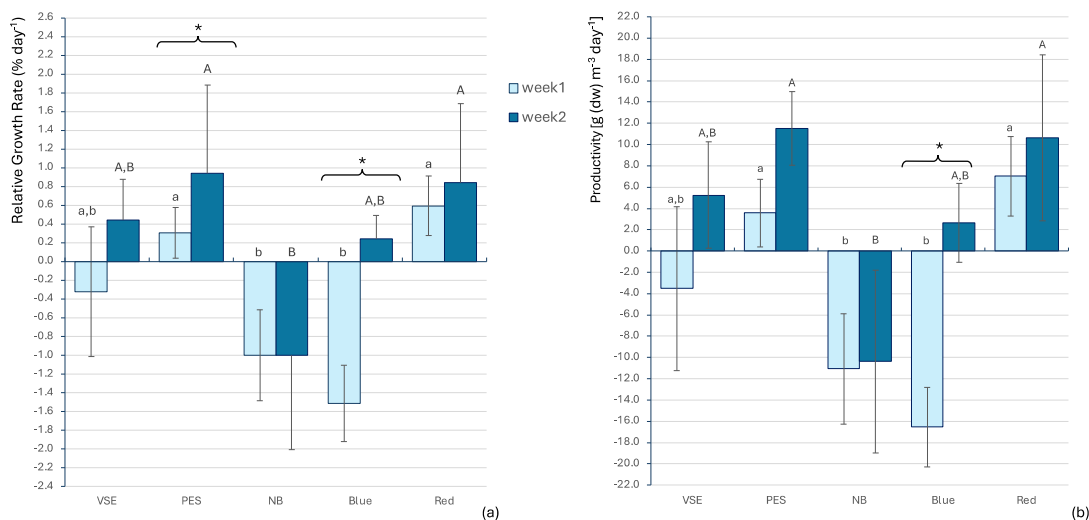 Relative Growth Rate (% day⁻¹)
2.6
2.4
2.2
2.0
1.8
1.6
1.4
1.2
1.0
0.8
0.6
0.4
0.2
0.0
-0.2
-0.4
-0.6
-0.8
-1.0
-1.2
-1.4
-1.6
-1.8
-2.0
-2.2
-2.4
a,b
A,B
a
A
*
b
B
b
A,B
*
a
A
VSE PES NB Blue Red
(a)
week1
week2
Productivity [g (dw) m⁻³ day⁻¹]
22.0
20.0
18.0
16.0
14.0
12.0
10.0
8.0
6.0
4.0
2.0
0.0
-2.0
-4.0
-6.0
-8.0
-10.0
-12.0
-14.0
-16.0
-18.0
-20.0
-22.0
a,b
A,B
a
A
b
B
b
A,B
*
a
A
VSE PES NB Blue Red
(b)